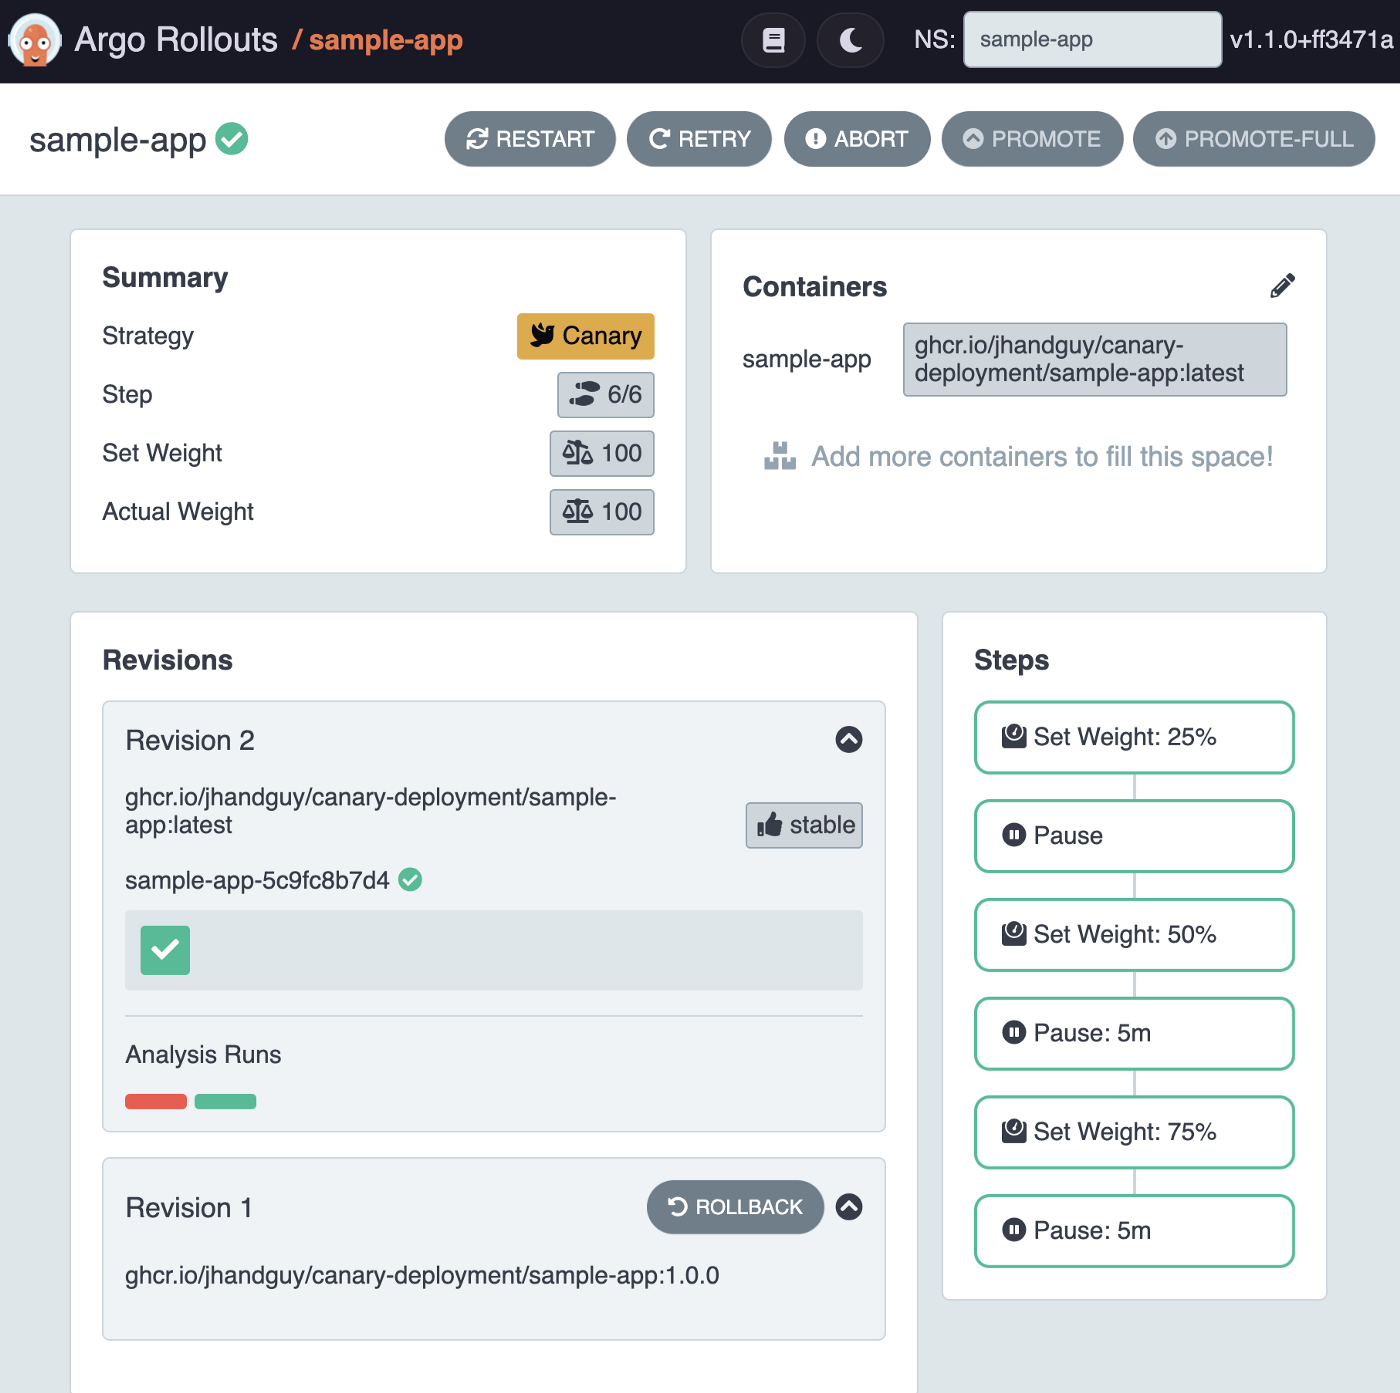 Argo Rollouts / sample-app
NS: sample-app v1.1.0+ff3471a
sample-app RESTART RETRY ABORT PROMOTE PROMOTE-FULL
Summary
Strategy Canary
Step 6/6
Set Weight 100
Actual Weight 100
Containers
sample-app
ghcr.io/jhandguy/canary-
deployment/sample-app:latest
Add more containers to fill this space!
Revisions
Revision 2
ghcr.io/jhandguy/canary-deployment/sample-
app:latest
stable
sample-app-5c9fc8b7d4
Analysis Runs
Revision 1 ROLLBACK
ghcr.io/jhandguy/canary-deployment/sample-app:1.0.0
Steps
Set Weight: 25%
Pause
Set Weight: 50%
Pause: 5m
Set Weight: 75%
Pause: 5m